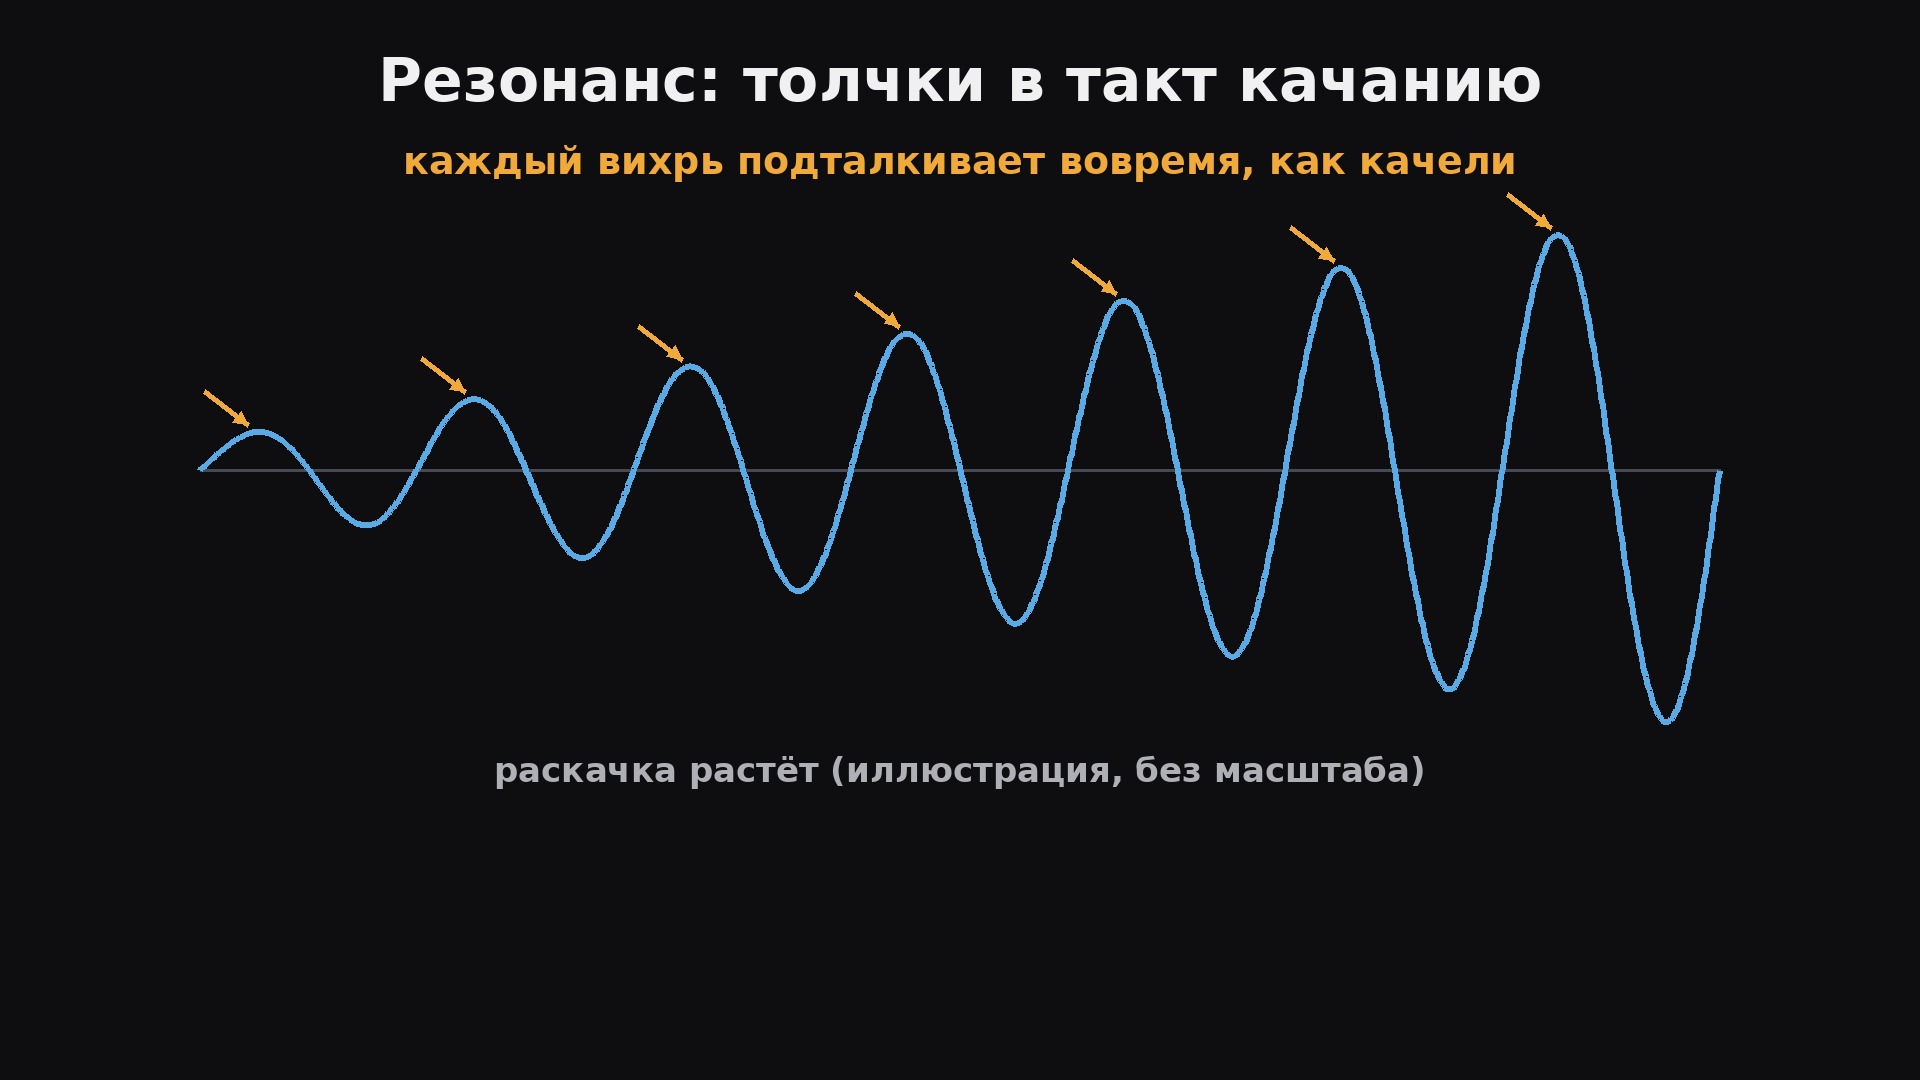 Резонанс: толчки в такт качанию
каждый вихрь подталкивает вовремя, как качели
раскачка растёт (иллюстрация, без масштаба)